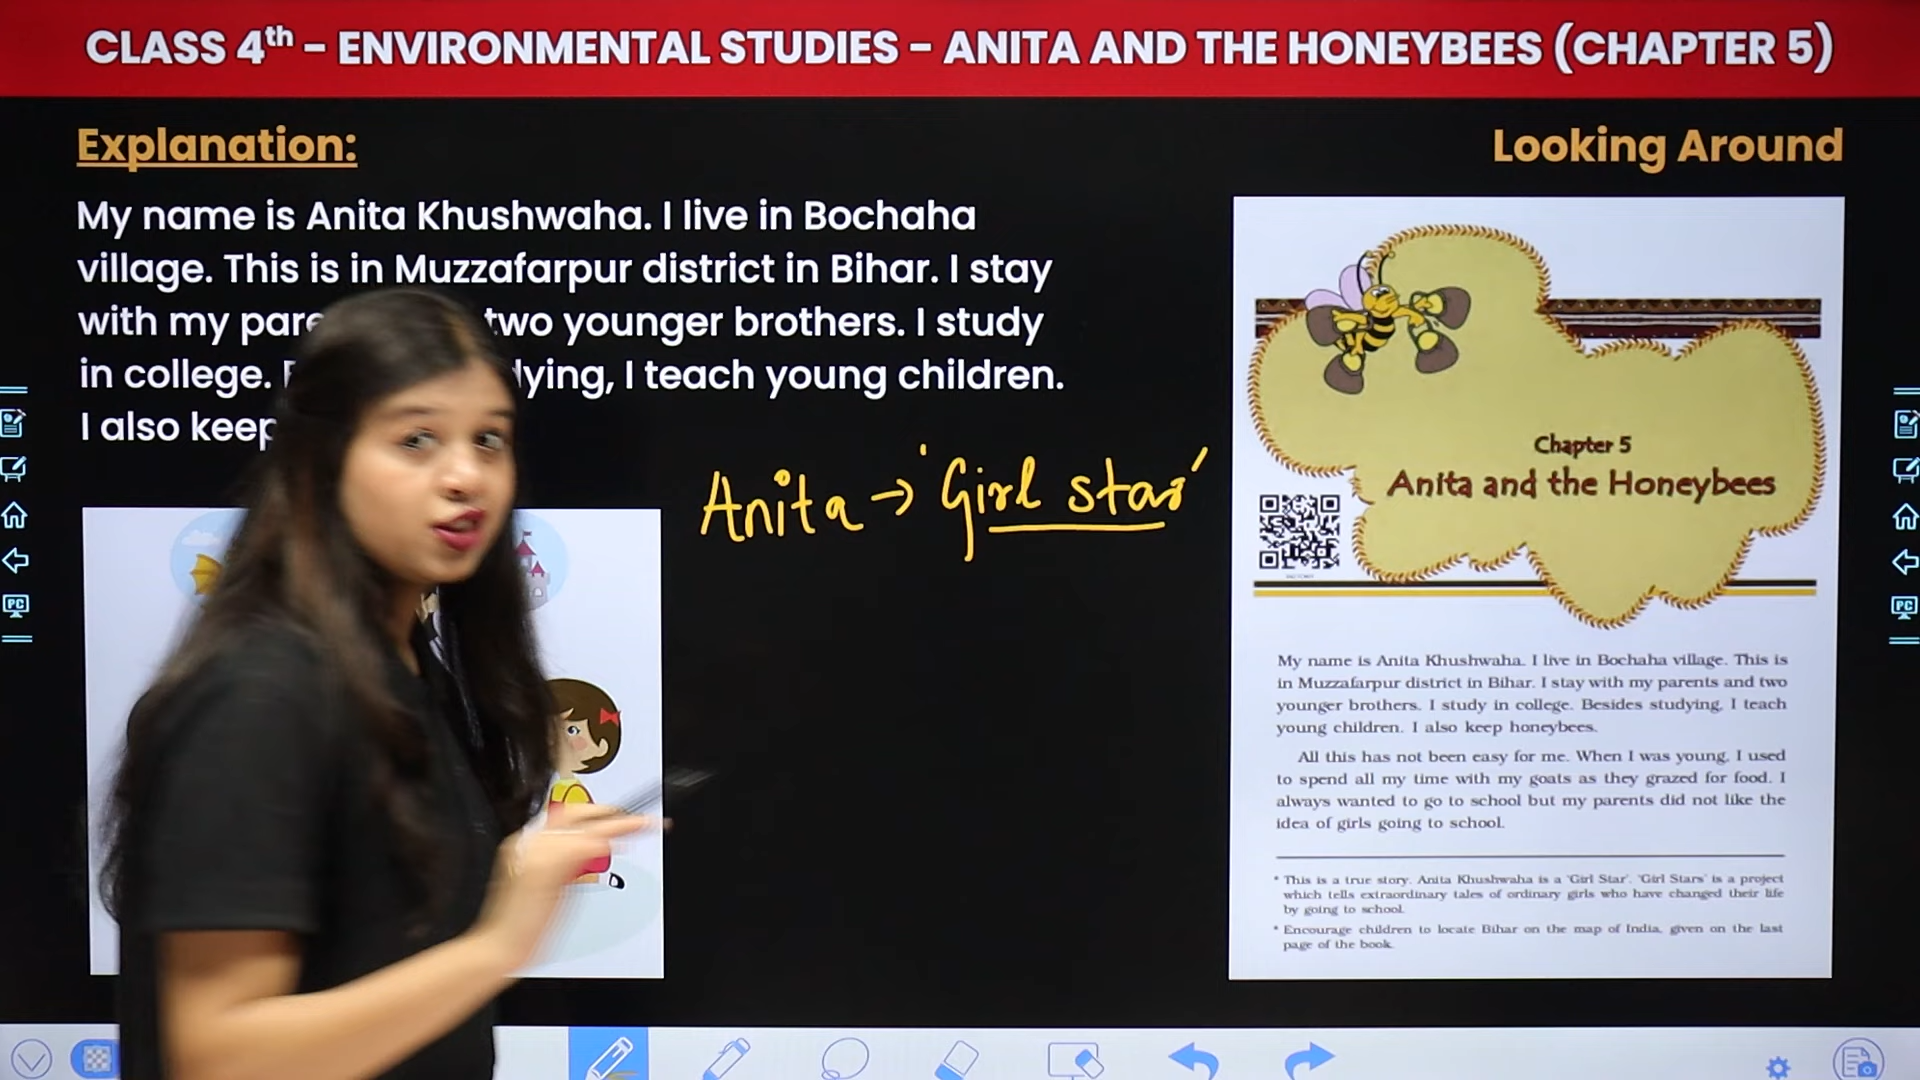 CLASS 4th - ENVIRONMENTAL STUDIES - ANITA AND THE HONEYBEES (CHAPTER 5)
Explanation:
Looking Around
My name is Anita Khushwaha. I live in Bochaha
village. This is in Muzzafarpur district in Bihar. I stay
with my two younger brothers. I study
in college. I teach young children.
I also keep
Anita → 'Girl star'
Chapter 5
Anita and the Honeybees
My name is Anita Khushwaha. I live in Bochaha village. This is
in Muzzafarpur district in Bihar. I stay with my parents and two
younger brothers. I study in college. Besides studying, I teach
young children. I also keep honeybees.
All this has not been easy for me. When I was young, I used
to spend all my time with my goats as they grazed for food. I
always wanted to go to school but my parents did not like the
idea of girls going to school.
* This is a true story. Anita Khushwaha is a 'Girl Star'. 'Girl Stars' is a project
which tells extraordinary tales of ordinary girls who have changed their life
by going to school.
* Encourage children to locate Bihar on the map of India, given on the last
page of the book.
PC
PC